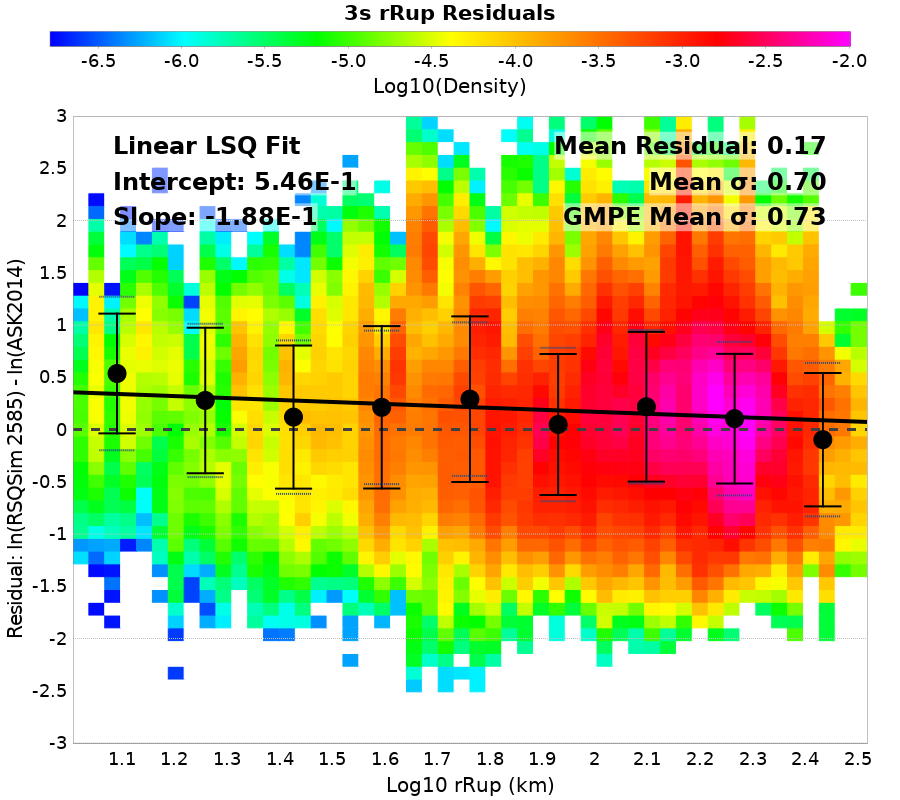 3s rRup Residuals
-6.5 -6.0 -5.5 -5.0 -4.5 -4.0 -3.5 -3.0 -2.5 -2.0
Log10(Density)
Linear LSQ Fit
Intercept: 5.46E-1
Slope: -1.88E-1
Mean Residual: 0.17
Mean σ: 0.70
GMPE Mean σ: 0.73
Residual: ln(RSQSim 2585) - ln(ASK2014)
3
2.5
2
1.5
1
0.5
0
-0.5
-1
-1.5
-2
-2.5
-3
1.1 1.2 1.3 1.4 1.5 1.6 1.7 1.8 1.9 2 2.1 2.2 2.3 2.4 2.5
Log10 rRup (km)